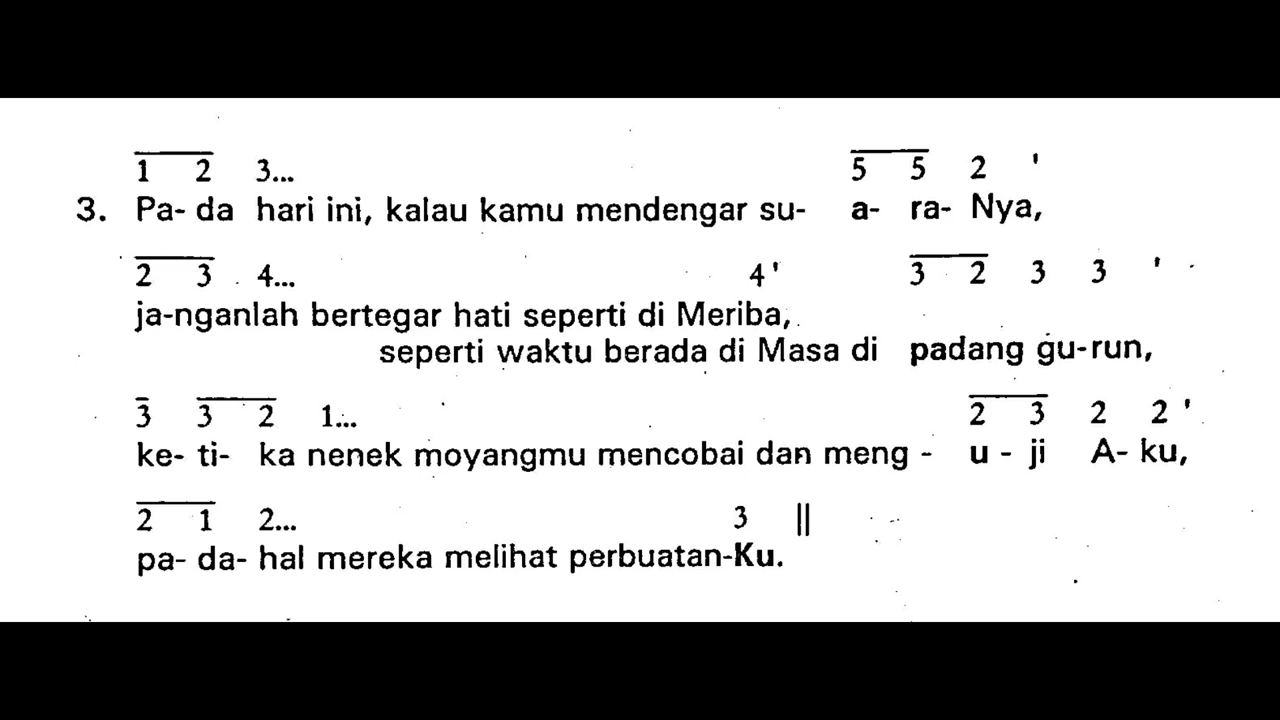 1 2 3... 5 5 2 '
3. Pa- da hari ini, kalau kamu mendengar su- a- ra- Nya,
2 3 4... 4' 3 2 3 3 '
ja-nganlah bertegar hati seperti di Meriba,
seperti waktu berada di Masa di padang gu-run,
3 3 2 1... 2 3 2 2 '
ke- ti- ka nenek moyangmu mencobai dan meng - u - ji A- ku,
2 1 2... 3 ||
pa- da- hal mereka melihat perbuatan-Ku.